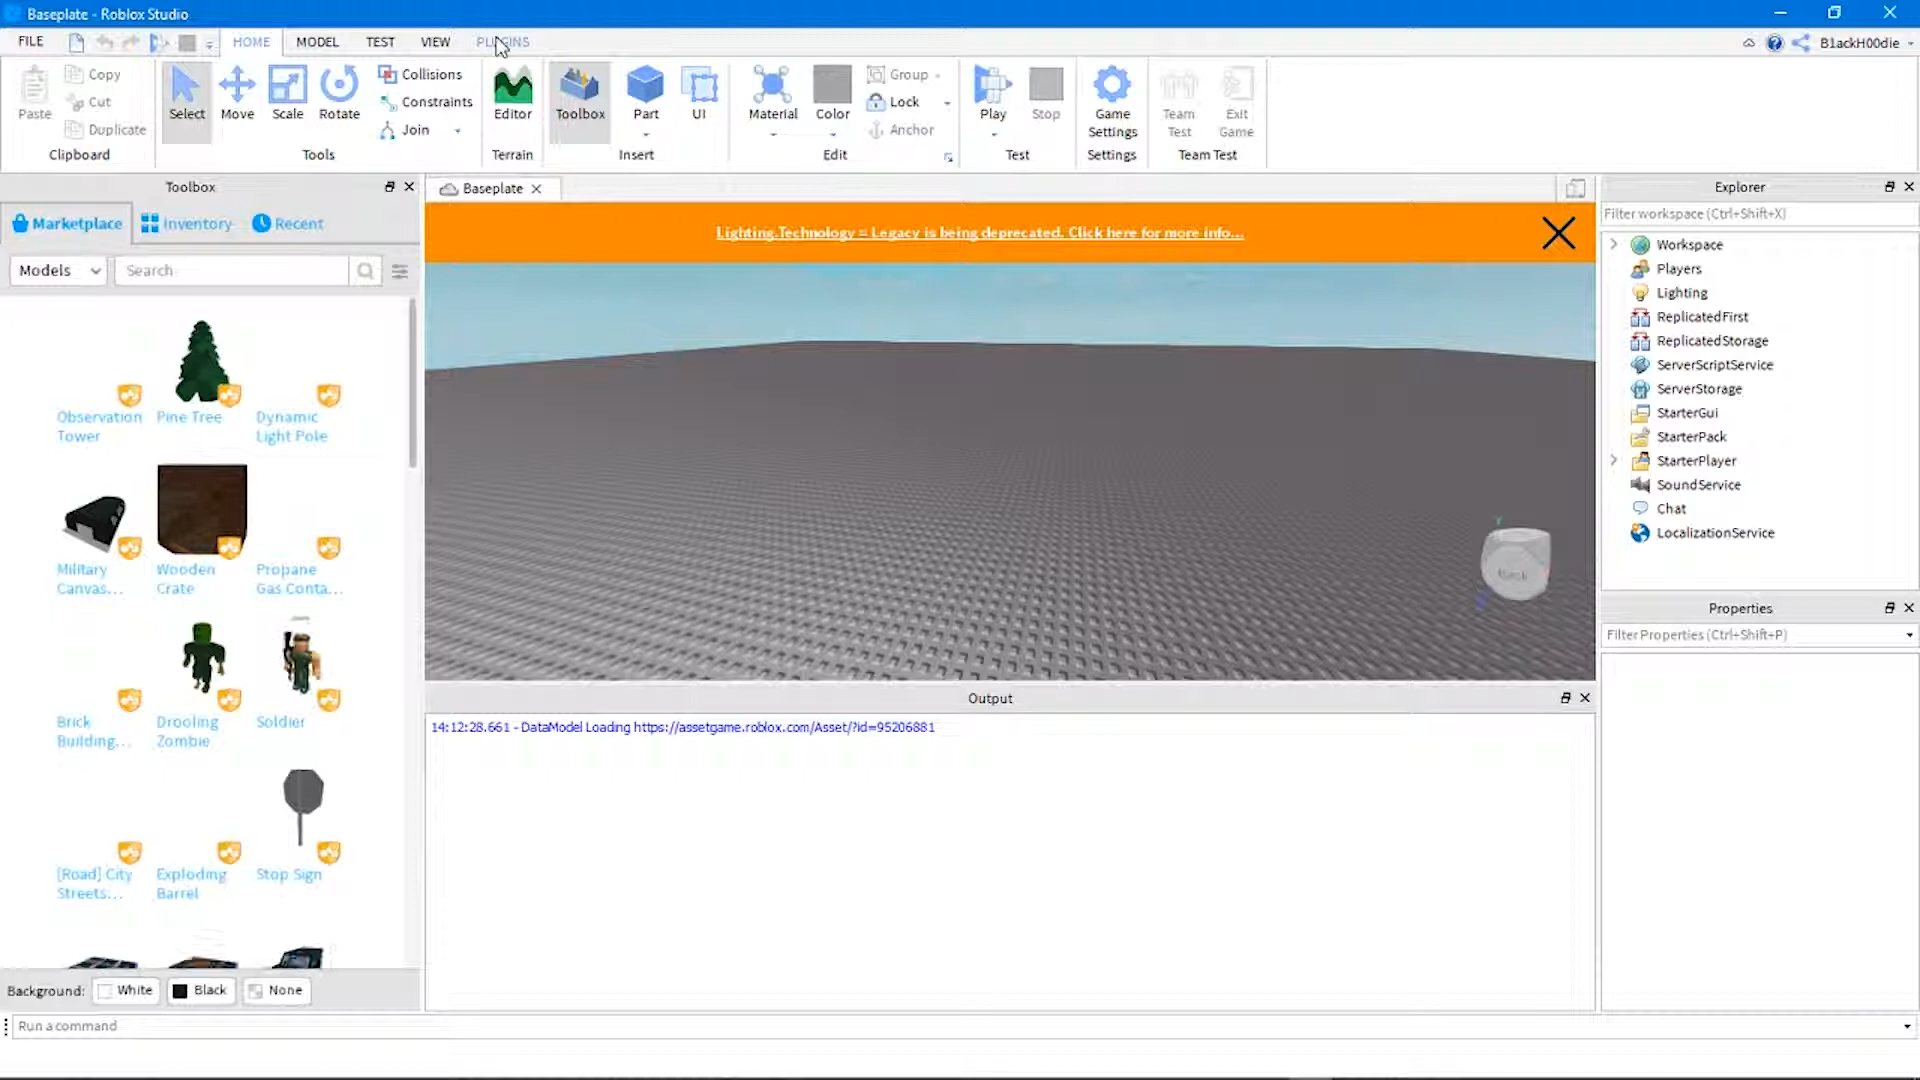 Baseplate - Roblox Studio
FILE
HOME
MODEL
TEST
VIEW
PLUGINS
B1ackH00die
Paste
Copy
Cut
Duplicate
Clipboard
Select
Move
Scale
Rotate
Collisions
Constraints
Join
Tools
Editor
Terrain
Toolbox
Part
UI
Insert
Material
Color
Group
Lock
Anchor
Edit
Play
Stop
Test
Game
Settings
Settings
Team
Test
Exit
Game
Team Test
Toolbox
Marketplace
Inventory
Recent
Models
Search
Observation
Tower
Pine Tree
Dynamic
Light Pole
Military
Canvas...
Wooden
Crate
Propane
Gas Conta...
Brick
Building...
Drooling
Zombie
Soldier
[Road] City
Streets...
Exploding
Barrel
Stop Sign
Background:
White
Black
None
Baseplate
Lighting.Technology = Legacy is being deprecated. Click here for more info...
Y
Back
Output
14:12:28.661 - DataModel Loading https://assetgame.roblox.com/Asset/?id=95206881
Explorer
Filter workspace (Ctrl+Shift+X)
Workspace
Players
Lighting
ReplicatedFirst
ReplicatedStorage
ServerScriptService
ServerStorage
StarterGui
StarterPack
StarterPlayer
SoundService
Chat
LocalizationService
Properties
Filter Properties (Ctrl+Shift+P)
Run a command